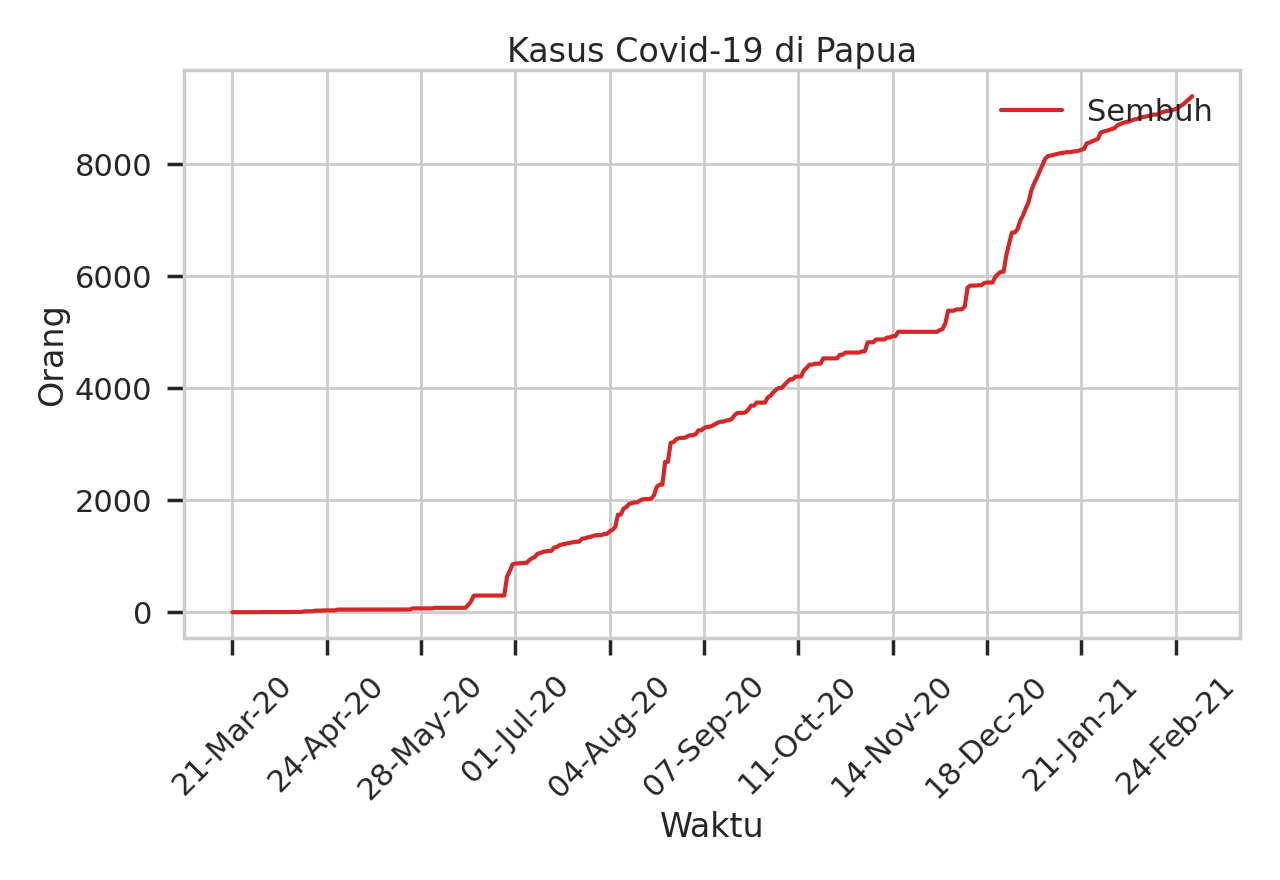 Kasus Covid-19 di Papua
Sembuh
Orang
8000
6000
4000
2000
0
21-Mar-20
24-Apr-20
28-May-20
01-Jul-20
04-Aug-20
07-Sep-20
11-Oct-20
14-Nov-20
18-Dec-20
21-Jan-21
24-Feb-21
Waktu